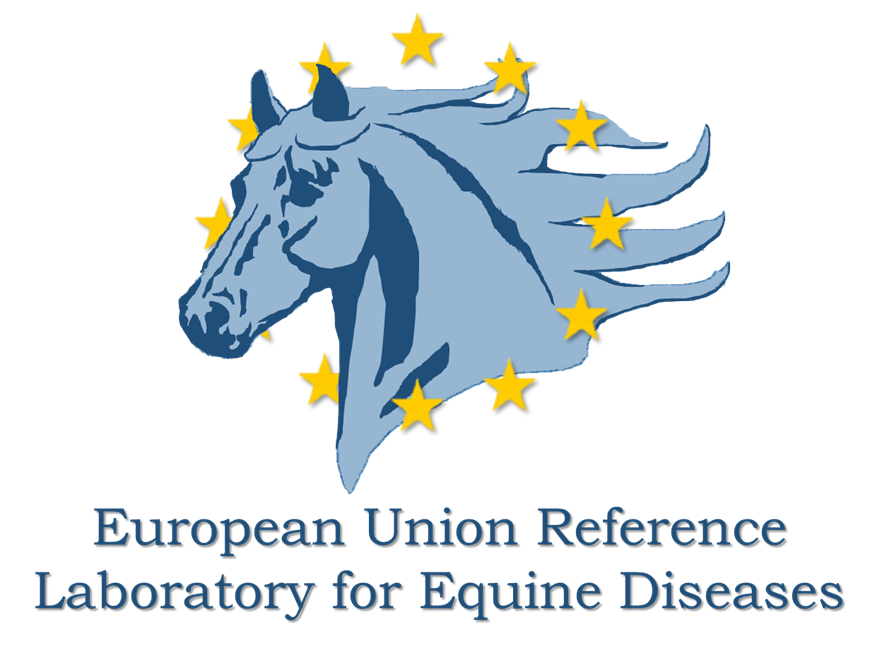 European Union Reference
Laboratory for Equine Diseases